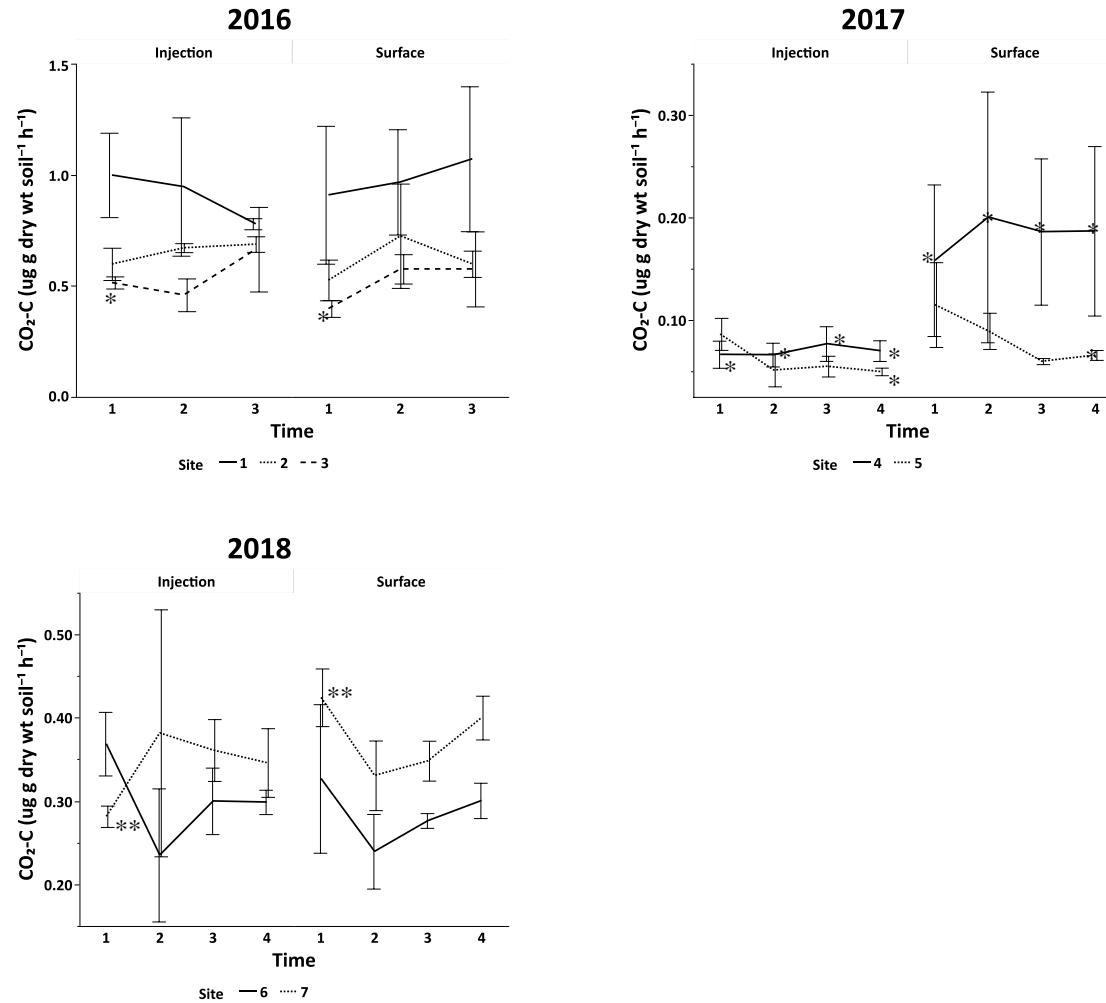 2016
Injection Surface
CO₂-C (ug g dry wt soil⁻¹ h⁻¹)
1.5
1.0
0.5
0.0
*
*
1 2 3 1 2 3
Time
Site 1 2 3
2017
Injection Surface
CO₂-C (ug g dry wt soil⁻¹ h⁻¹)
0.30
0.20
0.10
* * * *
*
* * * *
*
1 2 3 4 1 2 3 4
Time
Site 4 5
2018
Injection Surface
CO₂-C (ug g dry wt soil⁻¹ h⁻¹)
0.50
0.40
0.30
0.20
**
**
1 2 3 4 1 2 3 4
Time
Site 6 7